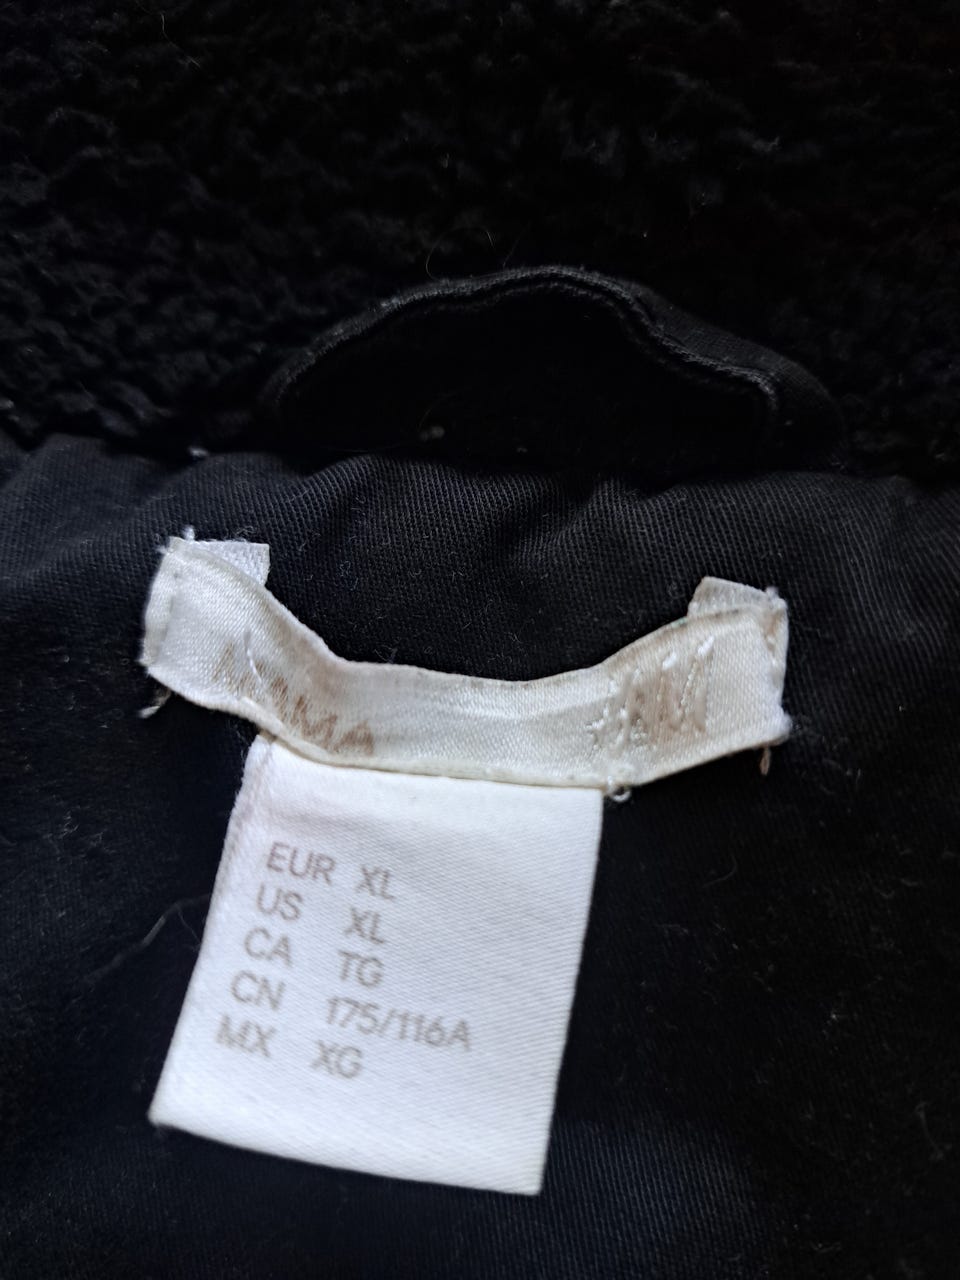 MAMA H&M
EUR XL
US XL
CA TG
CN 175/116A
MX XG